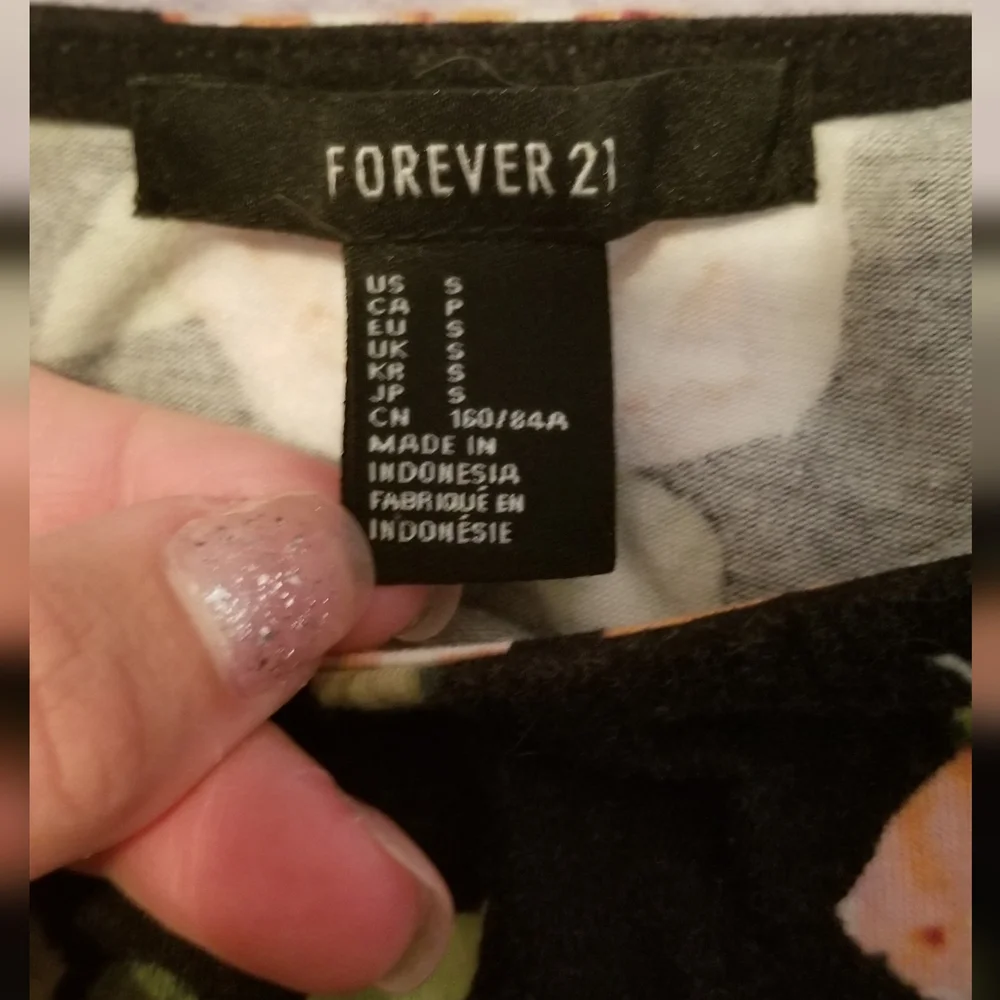 FOREVER 21
US S
CA P
EU S
UK S
KR S
JP S
CN 160/84A
MADE IN
INDONESIA
FABRIQUÉ EN
INDONÉSIE